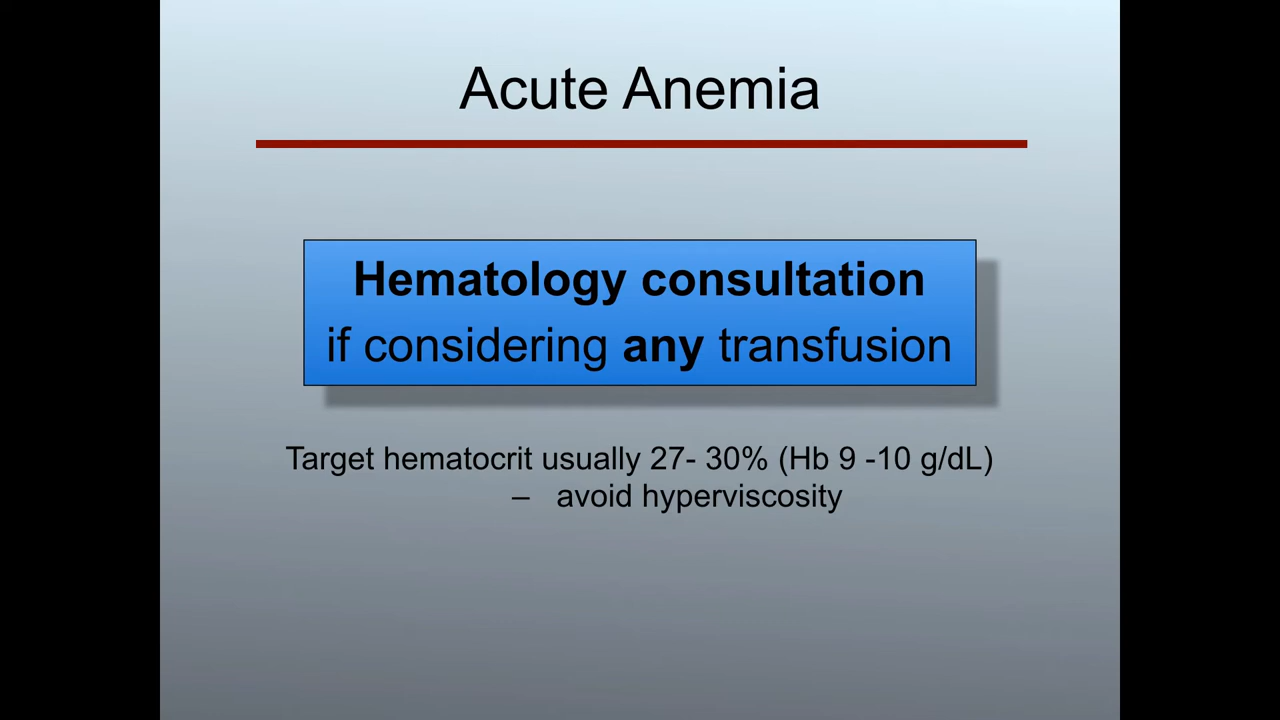 Acute Anemia
Hematology consultation
if considering any transfusion
Target hematocrit usually 27- 30% (Hb 9 -10 g/dL)
– avoid hyperviscosity